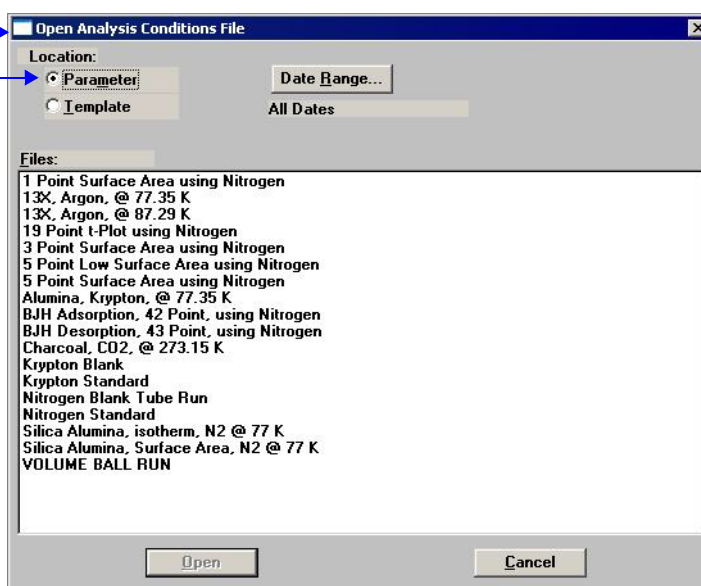 Open Analysis Conditions File
Location:
Parameter
Date Range...
Template
All Dates
Files:
1 Point Surface Area using Nitrogen
13X, Argon, @ 77.35 K
13X, Argon, @ 87.29 K
19 Point t-Plot using Nitrogen
3 Point Surface Area using Nitrogen
5 Point Low Surface Area using Nitrogen
5 Point Surface Area using Nitrogen
Alumina, Krypton, @ 77.35 K
BJH Adsorption, 42 Point, using Nitrogen
BJH Desorption, 43 Point, using Nitrogen
Charcoal, CO2, @ 273.15 K
Krypton Blank
Krypton Standard
Nitrogen Blank Tube Run
Nitrogen Standard
Silica Alumina, isotherm, N2 @ 77 K
Silica Alumina, Surface Area, N2 @ 77 K
VOLUME BALL RUN
Open
Cancel